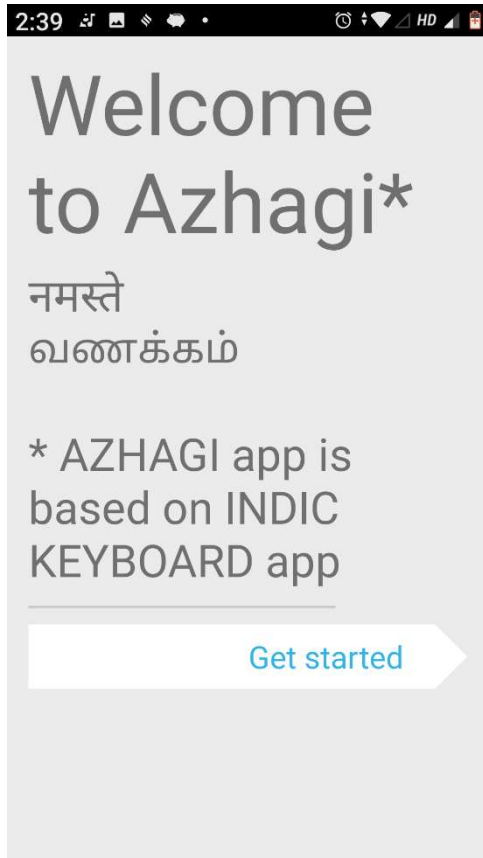 2:39 HD
Welcome
to Azhagi*
नमस्ते
வணக்கம்
* AZHAGI app is
based on INDIC
KEYBOARD app
Get started